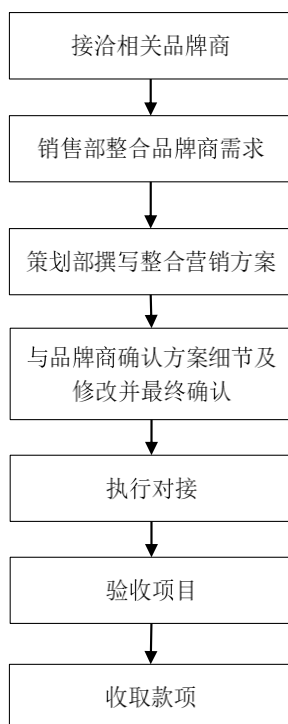 接洽相关品牌商
销售部整合品牌商需求
策划部撰写整合营销方案
与品牌商确认方案细节及
修改并最终确认
执行对接
验收项目
收取款项